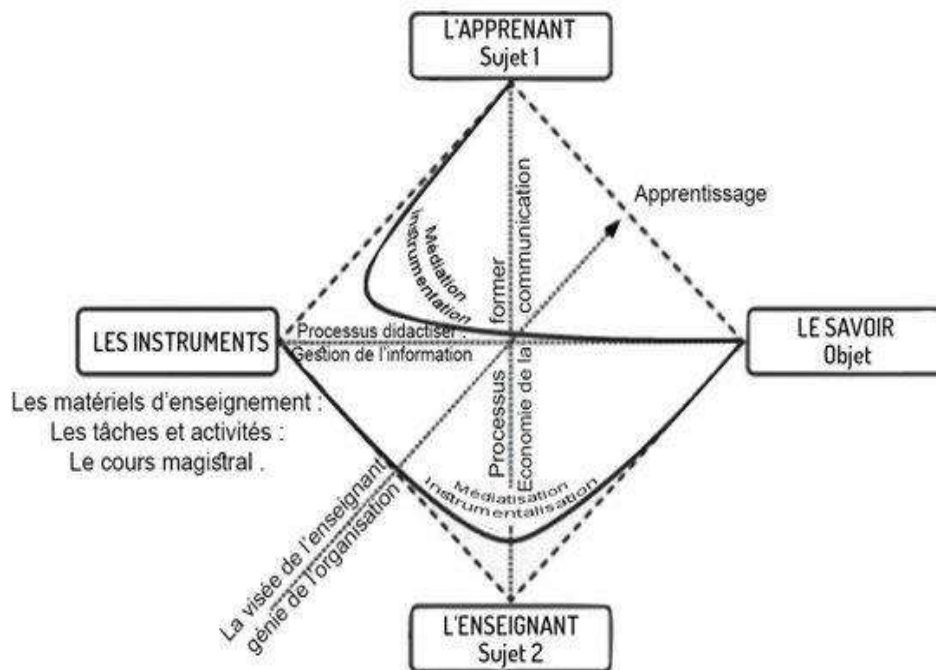 L'APPRENANT
Sujet 1
Apprentissage
Médiation
Instrumentation
Processus former
Economie de la communication
Processus didactiser :
Gestion de l'information
LES INSTRUMENTS
LE SAVOIR
Objet
Les matériels d'enseignement :
Les tâches et activités :
Le cours magistral .
Médiatisation
Instrumentalisation
La visée de l'enseignant
génie de l'organisation
L'ENSEIGNANT
Sujet 2